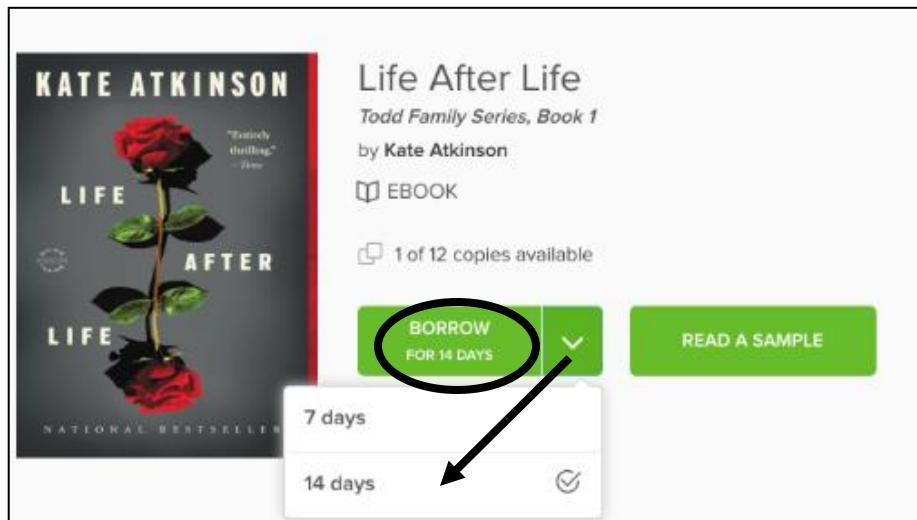 KATE ATKINSON
"Entirely
thrilling."
—Time
LIFE
AFTER
LIFE
NATIONAL BESTSELLER
Life After Life
Todd Family Series, Book 1
by Kate Atkinson
EBOOK
1 of 12 copies available
BORROW
FOR 14 DAYS
READ A SAMPLE
7 days
14 days